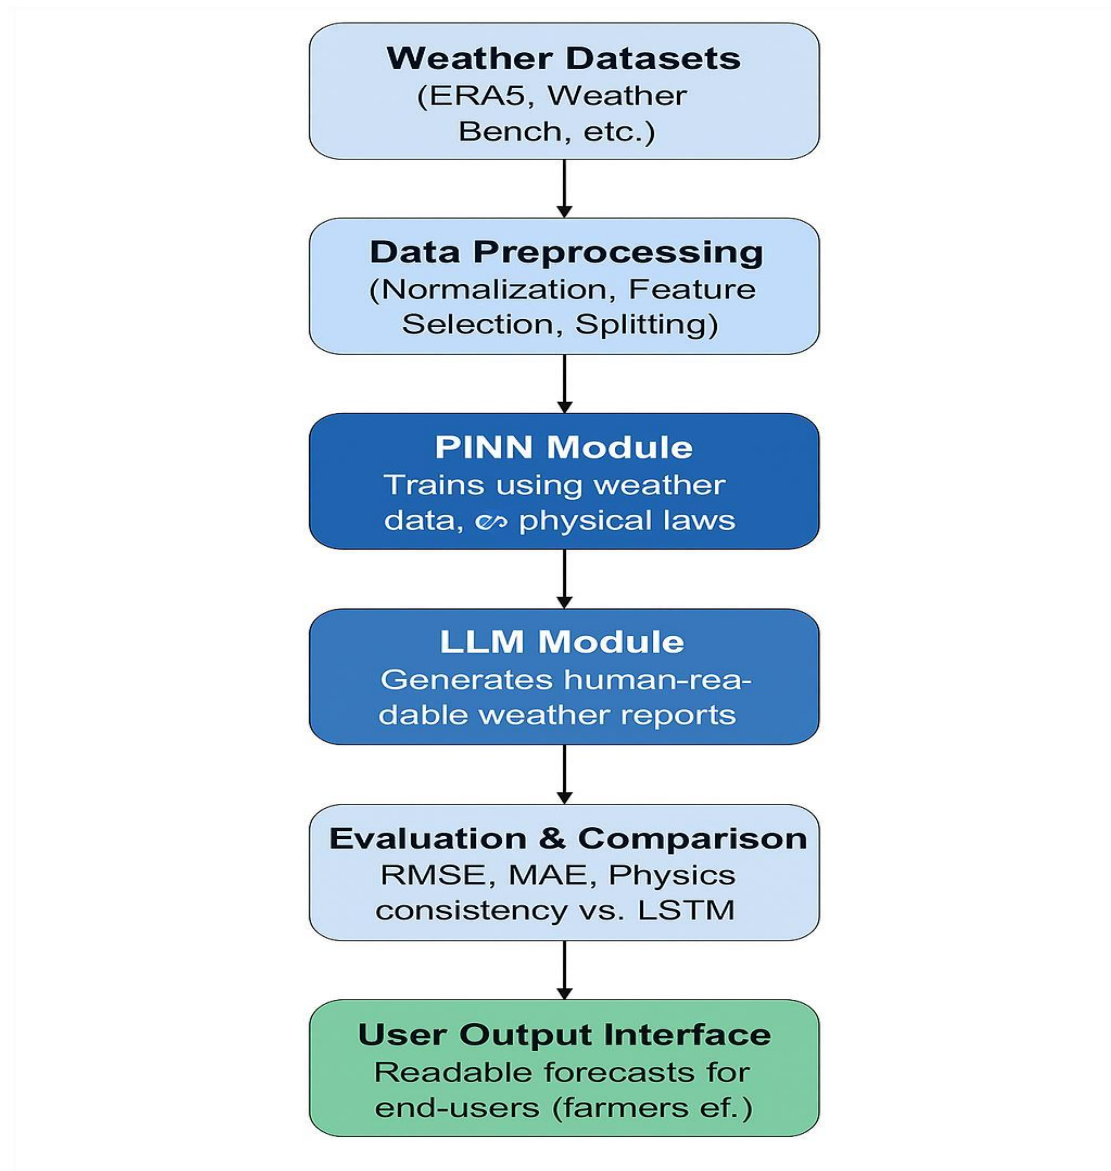 Weather Datasets
(ERA5, Weather
Bench, etc.)
Data Preprocessing
(Normalization, Feature
Selection, Splitting)
PINN Module
Trains using weather
data, physical laws
LLM Module
Generates human-rea-
dable weather reports
Evaluation & Comparison
RMSE, MAE, Physics
consistency vs. LSTM
User Output Interface
Readable forecasts for
end-users (farmers ef.)